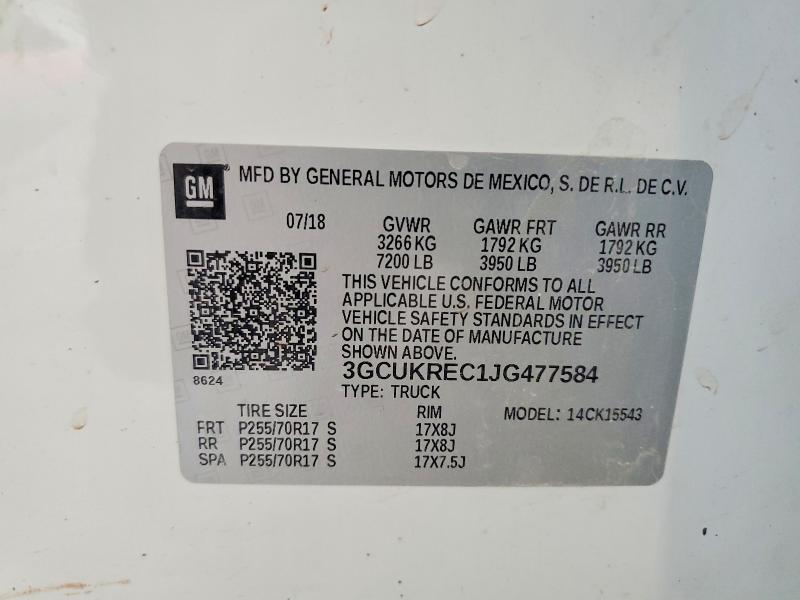 GM ® MFD BY GENERAL MOTORS DE MEXICO, S. DE R.L. DE C.V.
07/18 GVWR GAWR FRT GAWR RR
3266 KG 1792 KG 1792 KG
7200 LB 3950 LB 3950 LB
THIS VEHICLE CONFORMS TO ALL
APPLICABLE U.S. FEDERAL MOTOR
VEHICLE SAFETY STANDARDS IN EFFECT
ON THE DATE OF MANUFACTURE
SHOWN ABOVE.
8624
3GCUKREC1JG477584
TYPE: TRUCK
TIRE SIZE RIM MODEL: 14CK15543
FRT P255/70R17 S 17X8J
RR P255/70R17 S 17X8J
SPA P255/70R17 S 17X7.5J